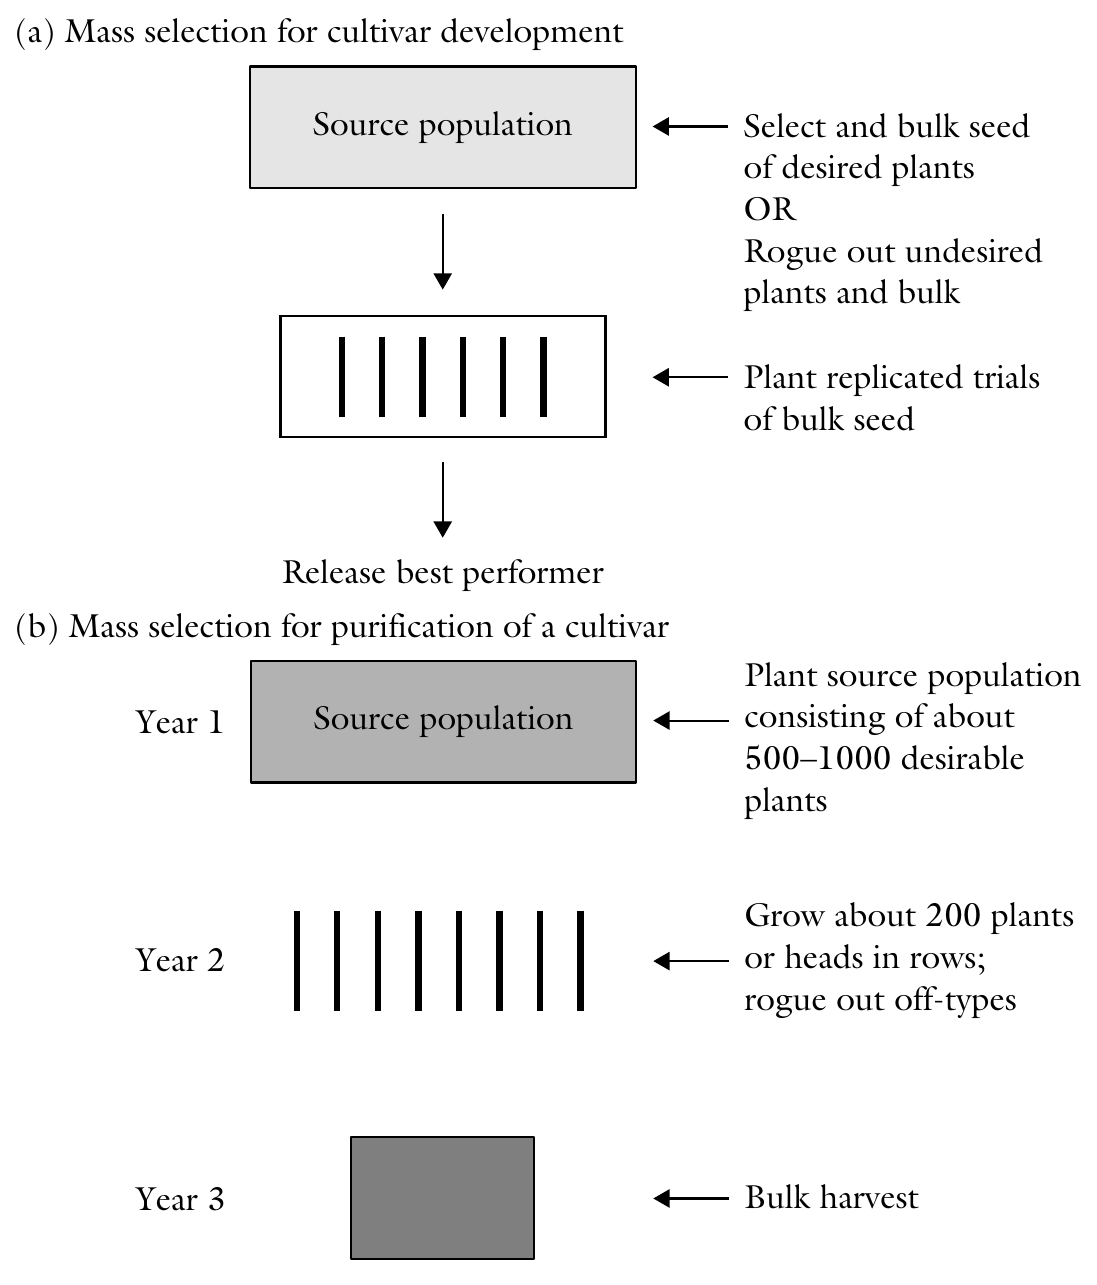 (a) Mass selection for cultivar development
Source population
Select and bulk seed
of desired plants
OR
Rogue out undesired
plants and bulk
Plant replicated trials
of bulk seed
Release best performer
(b) Mass selection for purification of a cultivar
Year 1
Source population
Plant source population
consisting of about
500–1000 desirable
plants
Year 2
Grow about 200 plants
or heads in rows;
rogue out off-types
Year 3
Bulk harvest